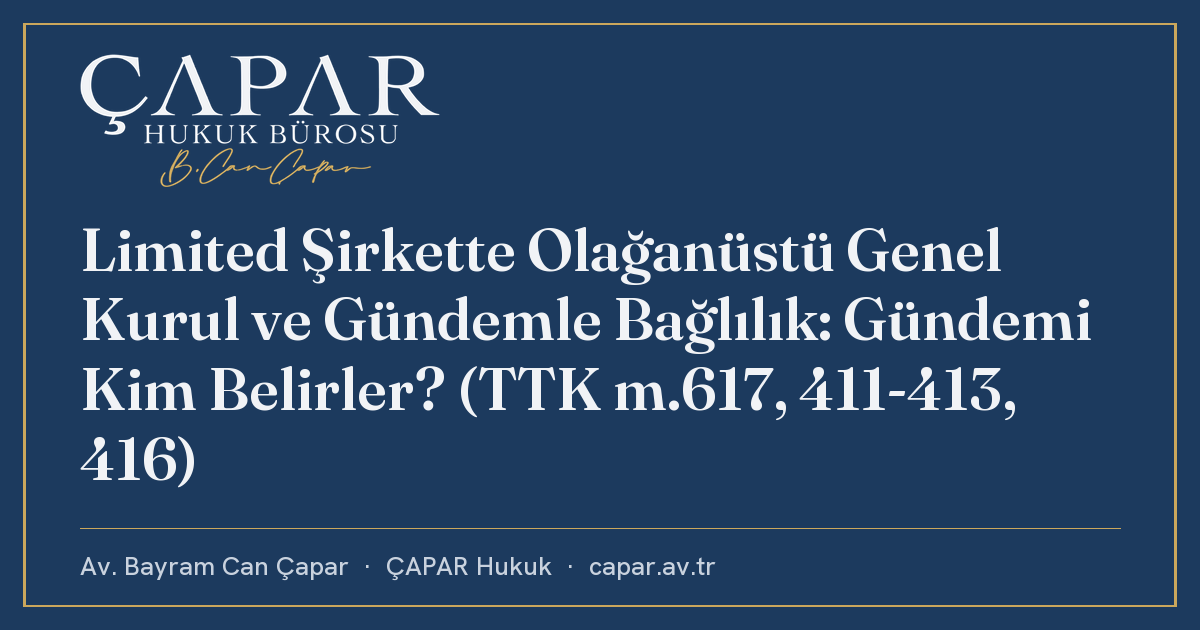 ÇAPAR
HUKUK BÜROSU
B.Can Çapar
Limited Şirkette Olağanüstü Genel
Kurul ve Gündemle Bağlılık: Gündemi
Kim Belirler? (TTK m.617, 411-413,
416)
Av. Bayram Can Çapar · ÇAPAR Hukuk · capar.av.tr